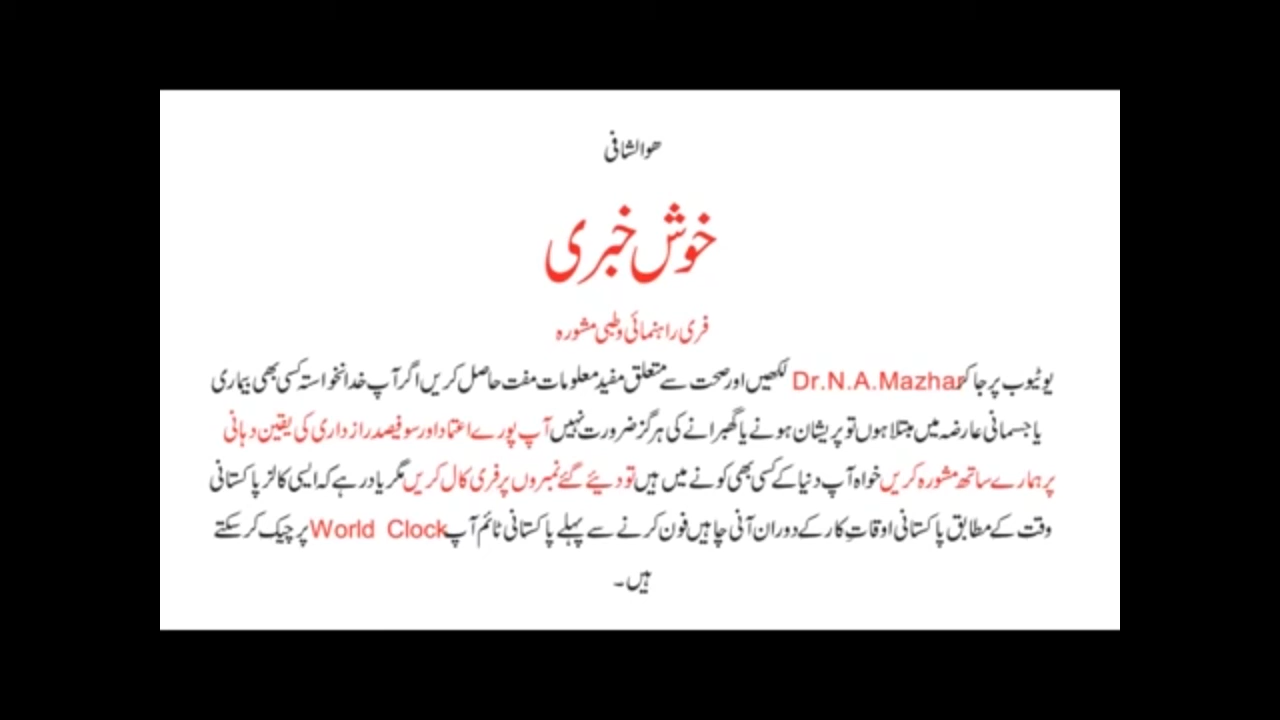 ھوالشافی
خوش خبری
فری راہنمائی وطبی مشورہ
یوٹیوب پر جا کر Dr.N.A.Mazhar لکھیں اور صحت سے متعلق مفید معلومات مفت حاصل کریں اگر آپ خدانخواستہ کسی بھی بیماری
یا جسمانی عارضہ میں مبتلا ہوں تو پریشان ہونے یا گھبرانے کی ہرگز ضرورت نہیں آپ پورے اعتماد اور سو فیصد راز داری کی یقین دہانی
پر ہمارے ساتھ مشورہ کریں خواہ آپ دنیا کے کسی بھی کونے میں ہیں تو دیئے گئے نمبروں پر فری کال کریں مگر یاد رہے کہ ایسی کالز پاکستانی
وقت کے مطابق پاکستانی اوقاتِ کار کے دوران آنی چاہیں فون کرنے سے پہلے پاکستانی ٹائم آپ World Clock پر چیک کر سکتے
ہیں۔